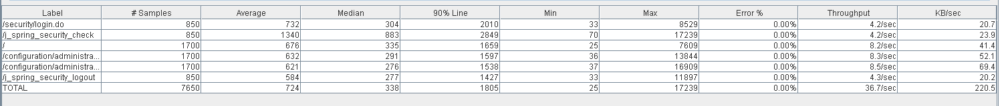 Label # Samples Average Median 90% Line Min Max Error % Throughput KB/sec
/security/login.do 850 732 304 2010 33 8529 0.00% 4.2/sec 20.7
/j_spring_security_check 850 1340 883 2849 70 17239 0.00% 4.2/sec 23.9
/ 1700 676 335 1659 25 7609 0.00% 8.2/sec 41.4
/configuration/administra... 1700 632 291 1597 36 13844 0.00% 8.3/sec 52.1
/configuration/administra... 1700 621 276 1538 37 16909 0.00% 8.5/sec 69.4
/j_spring_security_logout 850 584 277 1427 33 11897 0.00% 4.3/sec 20.2
TOTAL 7650 724 338 1805 25 17239 0.00% 36.7/sec 220.5